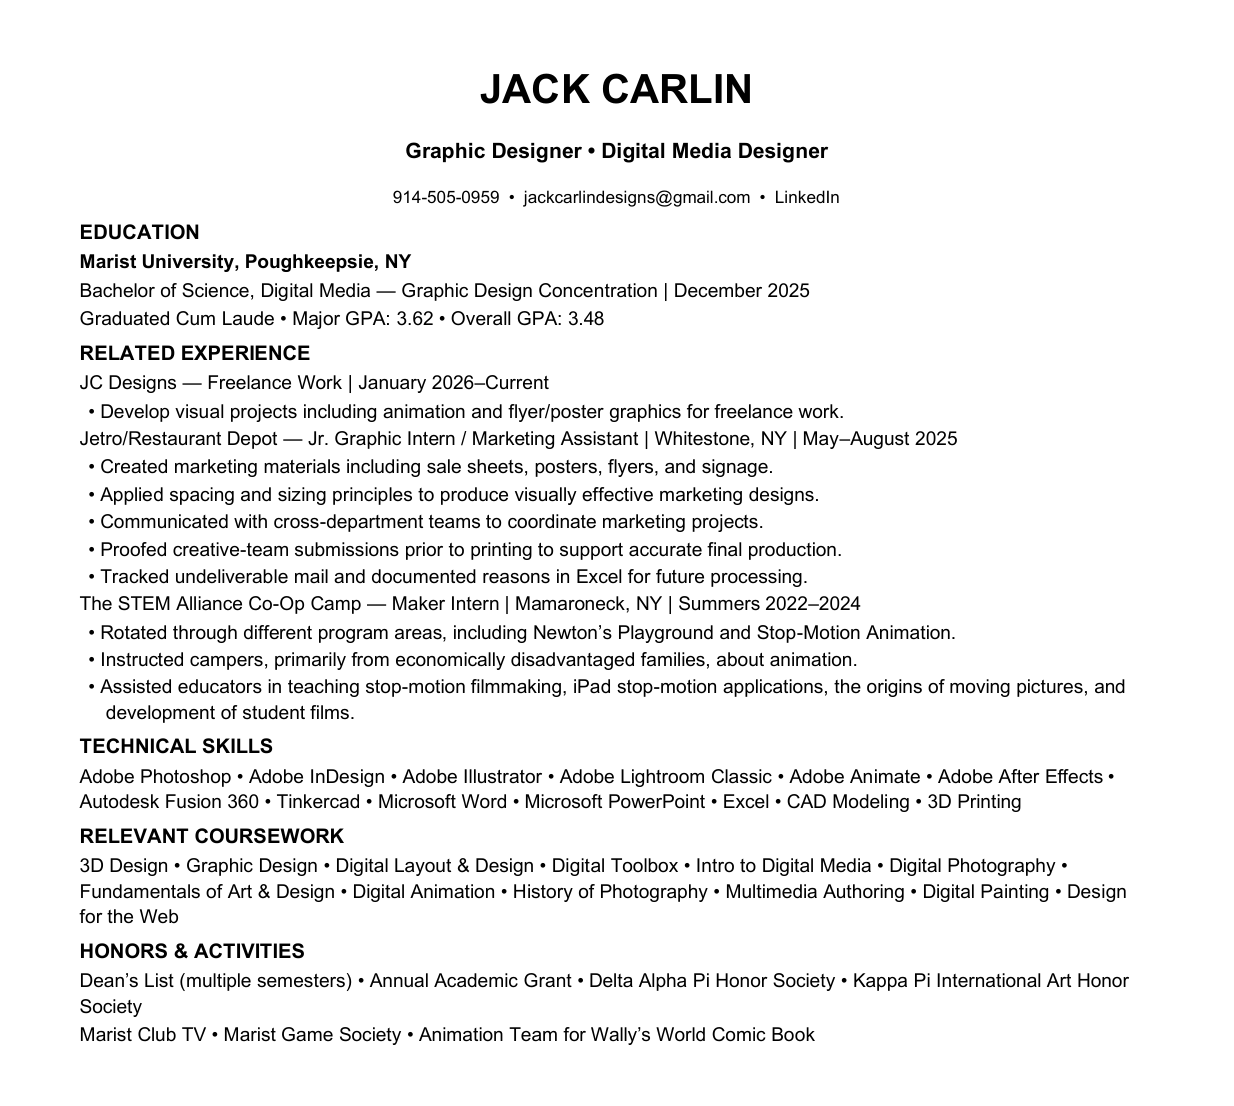 JACK CARLIN
Graphic Designer • Digital Media Designer
914-505-0959 • jackcarlindesigns@gmail.com • LinkedIn
EDUCATION
Marist University, Poughkeepsie, NY
Bachelor of Science, Digital Media — Graphic Design Concentration | December 2025
Graduated Cum Laude • Major GPA: 3.62 • Overall GPA: 3.48
RELATED EXPERIENCE
JC Designs — Freelance Work | January 2026–Current
• Develop visual projects including animation and flyer/poster graphics for freelance work.
Jetro/Restaurant Depot — Jr. Graphic Intern / Marketing Assistant | Whitestone, NY | May–August 2025
• Created marketing materials including sale sheets, posters, flyers, and signage.
• Applied spacing and sizing principles to produce visually effective marketing designs.
• Communicated with cross-department teams to coordinate marketing projects.
• Proofed creative-team submissions prior to printing to support accurate final production.
• Tracked undeliverable mail and documented reasons in Excel for future processing.
The STEM Alliance Co-Op Camp — Maker Intern | Mamaroneck, NY | Summers 2022–2024
• Rotated through different program areas, including Newton’s Playground and Stop-Motion Animation.
• Instructed campers, primarily from economically disadvantaged families, about animation.
• Assisted educators in teaching stop-motion filmmaking, iPad stop-motion applications, the origins of moving pictures, and
development of student films.
TECHNICAL SKILLS
Adobe Photoshop • Adobe InDesign • Adobe Illustrator • Adobe Lightroom Classic • Adobe Animate • Adobe After Effects •
Autodesk Fusion 360 • Tinkercad • Microsoft Word • Microsoft PowerPoint • Excel • CAD Modeling • 3D Printing
RELEVANT COURSEWORK
3D Design • Graphic Design • Digital Layout & Design • Digital Toolbox • Intro to Digital Media • Digital Photography •
Fundamentals of Art & Design • Digital Animation • History of Photography • Multimedia Authoring • Digital Painting • Design
for the Web
HONORS & ACTIVITIES
Dean’s List (multiple semesters) • Annual Academic Grant • Delta Alpha Pi Honor Society • Kappa Pi International Art Honor
Society
Marist Club TV • Marist Game Society • Animation Team for Wally’s World Comic Book